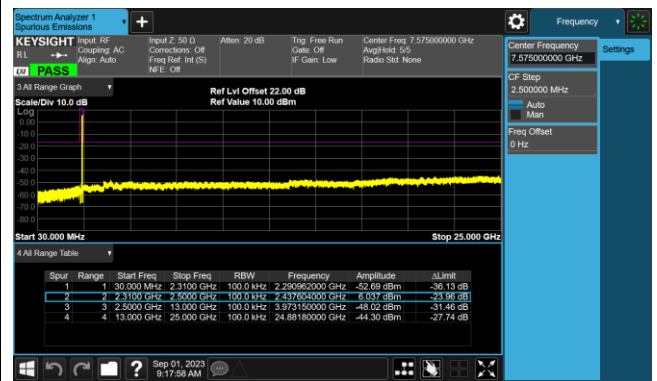 Spectrum Analyzer 1
Spurious Emissions
Frequency
KEYSIGHT Input: RF Input Z: 50 Ω Atten: 20 dB Trig: Free Run Center Freq: 7.575000000 GHz
RL Coupling: AC Corrections: Off Gate: Off Avg|Hold: 5/5
Align: Auto Freq Ref: Int (S) IF Gain: Low Radio Std: None
PASS NFE: Off
Center Frequency
7.575000000 GHz
Settings
CF Step
2.500000 MHz
Auto
Man
Freq Offset
0 Hz
3 All Range Graph
Ref Lvl Offset 22.00 dB
Scale/Div 10.0 dB Ref Value 10.00 dBm
Log
0.00
-10.0
-20.0
-30.0
-40.0
-50.0
-60.0
-70.0
-80.0
Start 30.000 MHz Stop 25.000 GHz
4 All Range Table
Spur Range Start Freq Stop Freq RBW Frequency Amplitude ΔLimit
1 1 30.000 MHz 2.3100 GHz 100.0 kHz 2.290962000 GHz -52.69 dBm -36.13 dB
2 2 2.3100 GHz 2.5000 GHz 100.0 kHz 2.437604000 GHz 6.037 dBm -23.96 dB
3 3 2.5000 GHz 13.000 GHz 100.0 kHz 3.973150000 GHz -48.02 dBm -31.46 dB
4 4 13.000 GHz 25.000 GHz 100.0 kHz 24.88180000 GHz -44.30 dBm -27.74 dB
?
Sep 01, 2023
9:17:58 AM